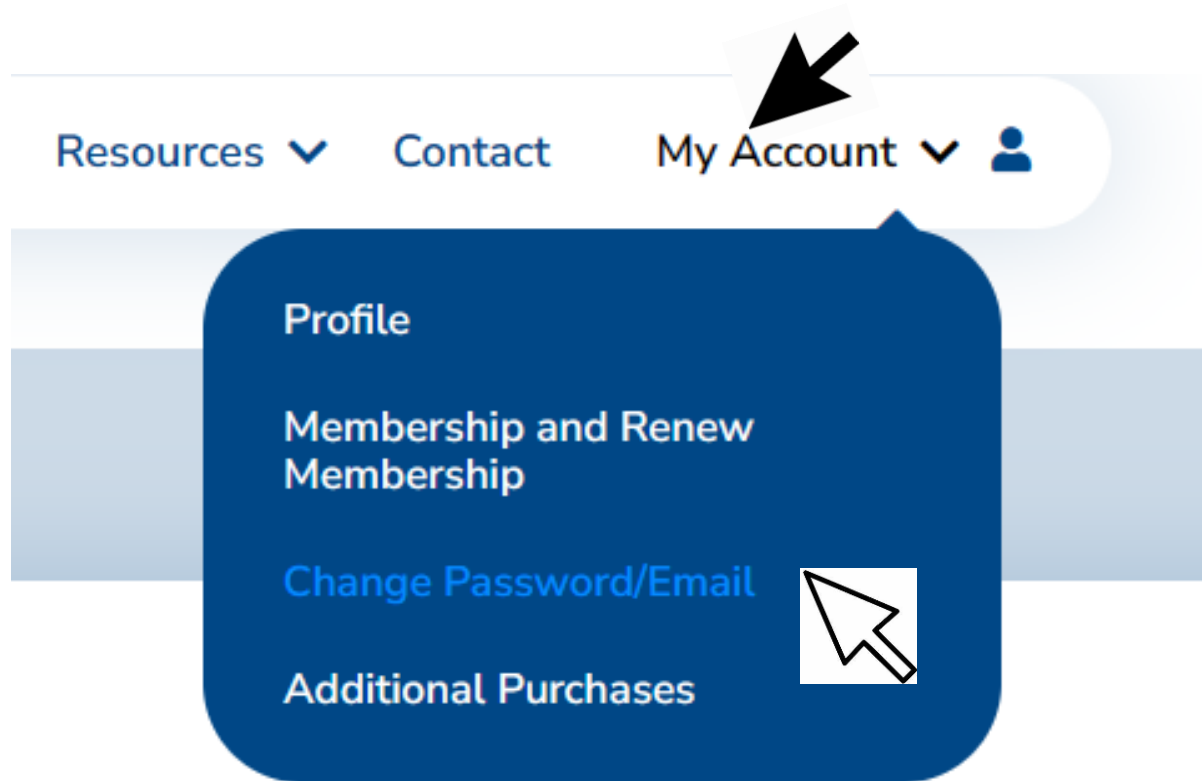 Resources Contact My Account
Profile
Membership and Renew
Membership
Change Password/Email
Additional Purchases